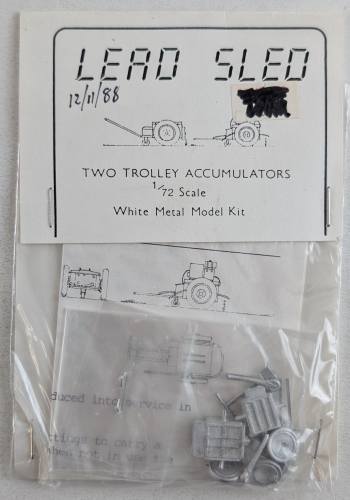 LEAD SLED
12/11/88
TWO TROLLEY ACCUMULATORS
1/72 Scale
White Metal Model Kit
duced into service in
ttings to carry a
when not in use the